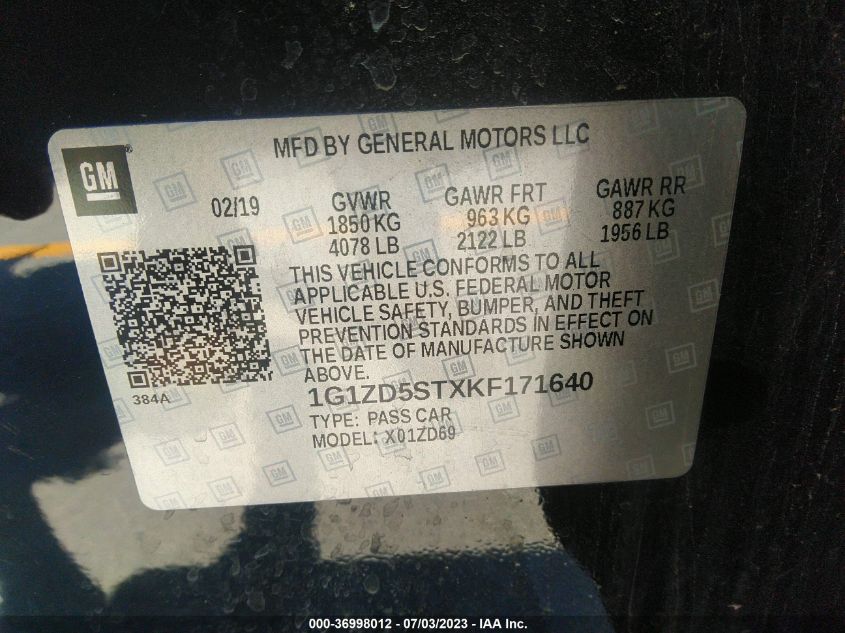 MFD BY GENERAL MOTORS LLC
GM
02/19
GVWR
1850 KG
4078 LB
GAWR FRT
963 KG
2122 LB
GAWR RR
887 KG
1956 LB
THIS VEHICLE CONFORMS TO ALL
APPLICABLE U.S. FEDERAL MOTOR
VEHICLE SAFETY, BUMPER, AND THEFT
PREVENTION STANDARDS IN EFFECT ON
THE DATE OF MANUFACTURE SHOWN
ABOVE.
384A
1G1ZD5STXKF171640
TYPE: PASS CAR
MODEL: X01ZD69
000-36998012 - 07/03/2023 - IAA Inc.